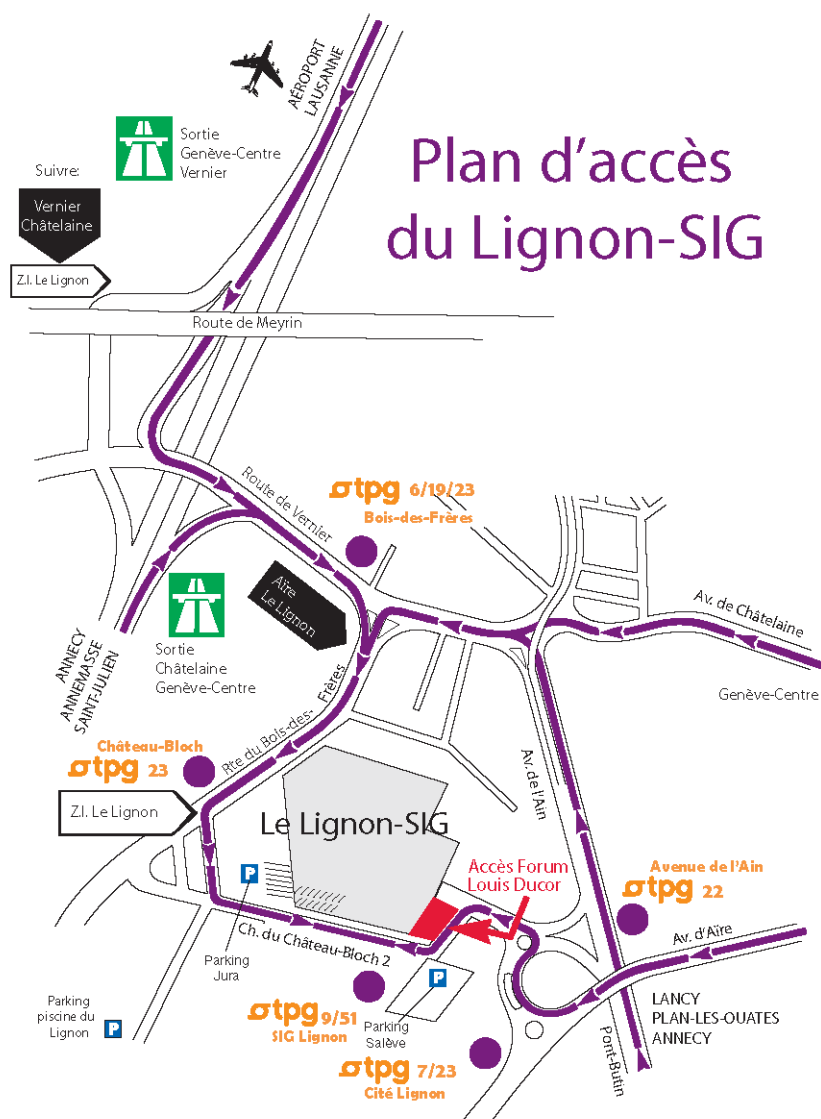 AÉROPORT
LAUSANNE
Sortie
Genève-Centre
Vernier
Suivre:
Vernier
Châtelaine
Z.I. Le Lignon
Plan d'accès
du Lignon-SIG
Route de Meyrin
Route de Vernier
tpg 6/19/23
Bois-des-Frères
Aïre
Le Lignon
ANNECY
ANNEMASSE
SAINT-JULIEN
Sortie
Châtelaine
Genève-Centre
Av. de Châtelaine
Genève-Centre
Rte du Bois-des-Frères
Château-Bloch
tpg 23
Z.I. Le Lignon
Le Lignon-SIG
Av. de l'Ain
Accès Forum
Louis Ducor
Avenue de l'Ain
tpg 22
P
Parking
Jura
Ch. du Château-Bloch 2
Av. d'Aïre
P
Parking
Salève
Parking
piscine du
Lignon
P
tpg 9/51
SIG Lignon
tpg 7/23
Cité Lignon
LANCY
PLAN-LES-OUATES
ANNECY
Pont-Butin